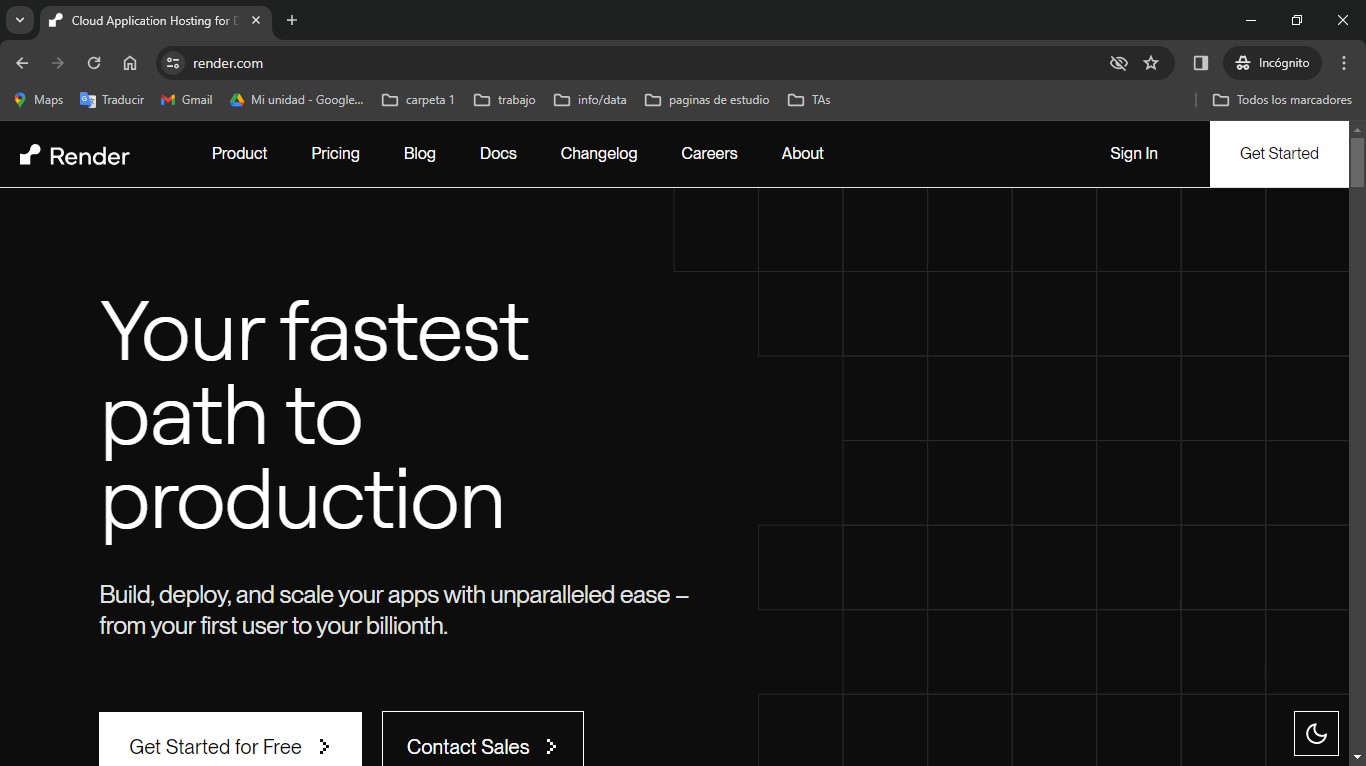 Cloud Application Hosting for D
render.com
Incógnito
Maps
Traducir
Gmail
Mi unidad - Google...
carpeta 1
trabajo
info/data
paginas de estudio
TAs
Todos los marcadores
Render
Product
Pricing
Blog
Docs
Changelog
Careers
About
Sign In
Get Started
Your fastest
path to
production
Build, deploy, and scale your apps with unparalleled ease –
from your first user to your billionth.
Get Started for Free
Contact Sales